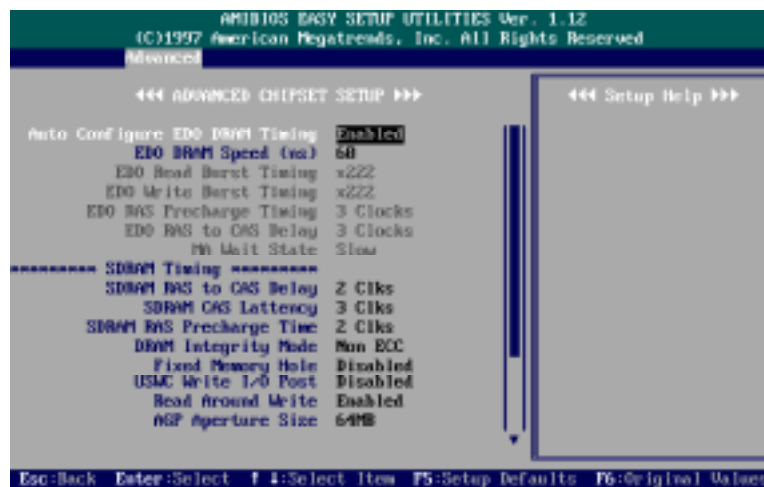 AMIBIOS EASY SETUP UTILITIES Ver. 1.12
(C)1997 American Megatrends, Inc. All Rights Reserved
Advanced
◄◄◄ ADVANCED CHIPSET SETUP ►►►
◄◄◄ Setup Help ►►►
Auto Configure EDO DRAM Timing Enabled
EDO DRAM Speed (ns) 60
EDO Read Burst Timing x222
EDO Write Burst Timing x222
EDO RAS Precharge Timing 3 Clocks
EDO RAS to CAS Delay 3 Clocks
MA Wait State Slow
========= SDRAM Timing =========
SDRAM RAS to CAS Delay 2 Clks
SDRAM CAS Lattency 3 Clks
SDRAM RAS Precharge Time 2 Clks
DRAM Integrity Mode Non ECC
Fixed Memory Hole Disabled
USWC Write I/O Post Disabled
Read Around Write Enabled
AGP Aperture Size 64MB
Esc:Back Enter:Select ↑ ↓:Select Item F5:Setup Defaults F6:Original Values